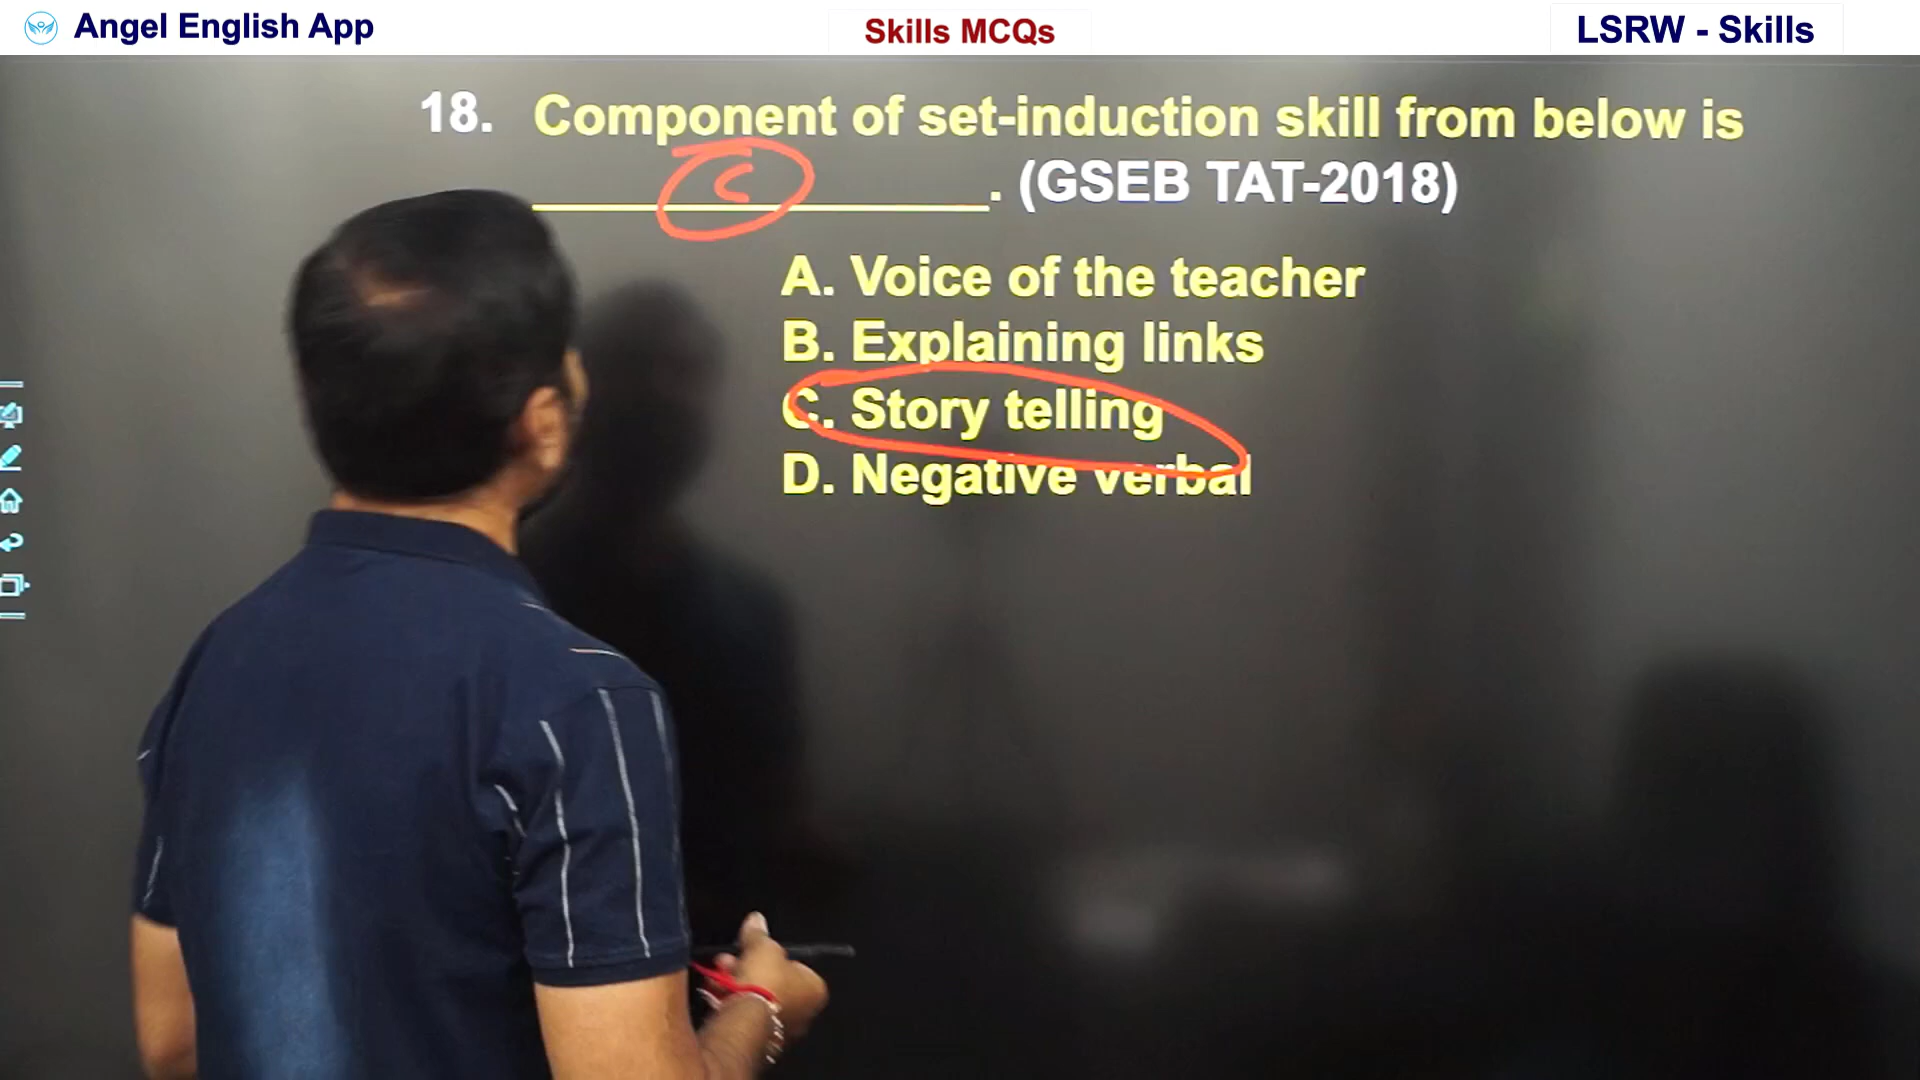 Angel English App
Skills MCQs
LSRW - Skills
18. Component of set-induction skill from below is
C
____________. (GSEB TAT-2018)
A. Voice of the teacher
B. Explaining links
C. Story telling
D. Negative verbal